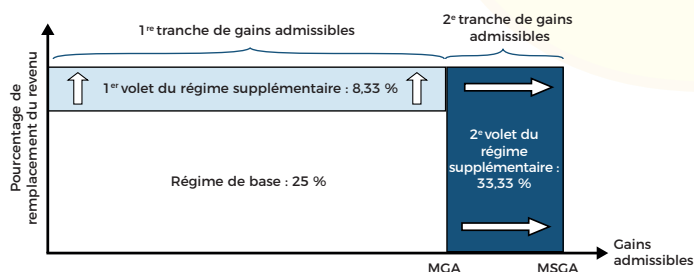 1re tranche de gains admissibles
2e tranche de gains
admissibles
Pourcentage de
remplacement du revenu
1er volet du régime supplémentaire : 8,33 %
Régime de base : 25 %
2e volet du
régime
supplémentaire :
33,33 %
MGA
MSGA
Gains
admissibles